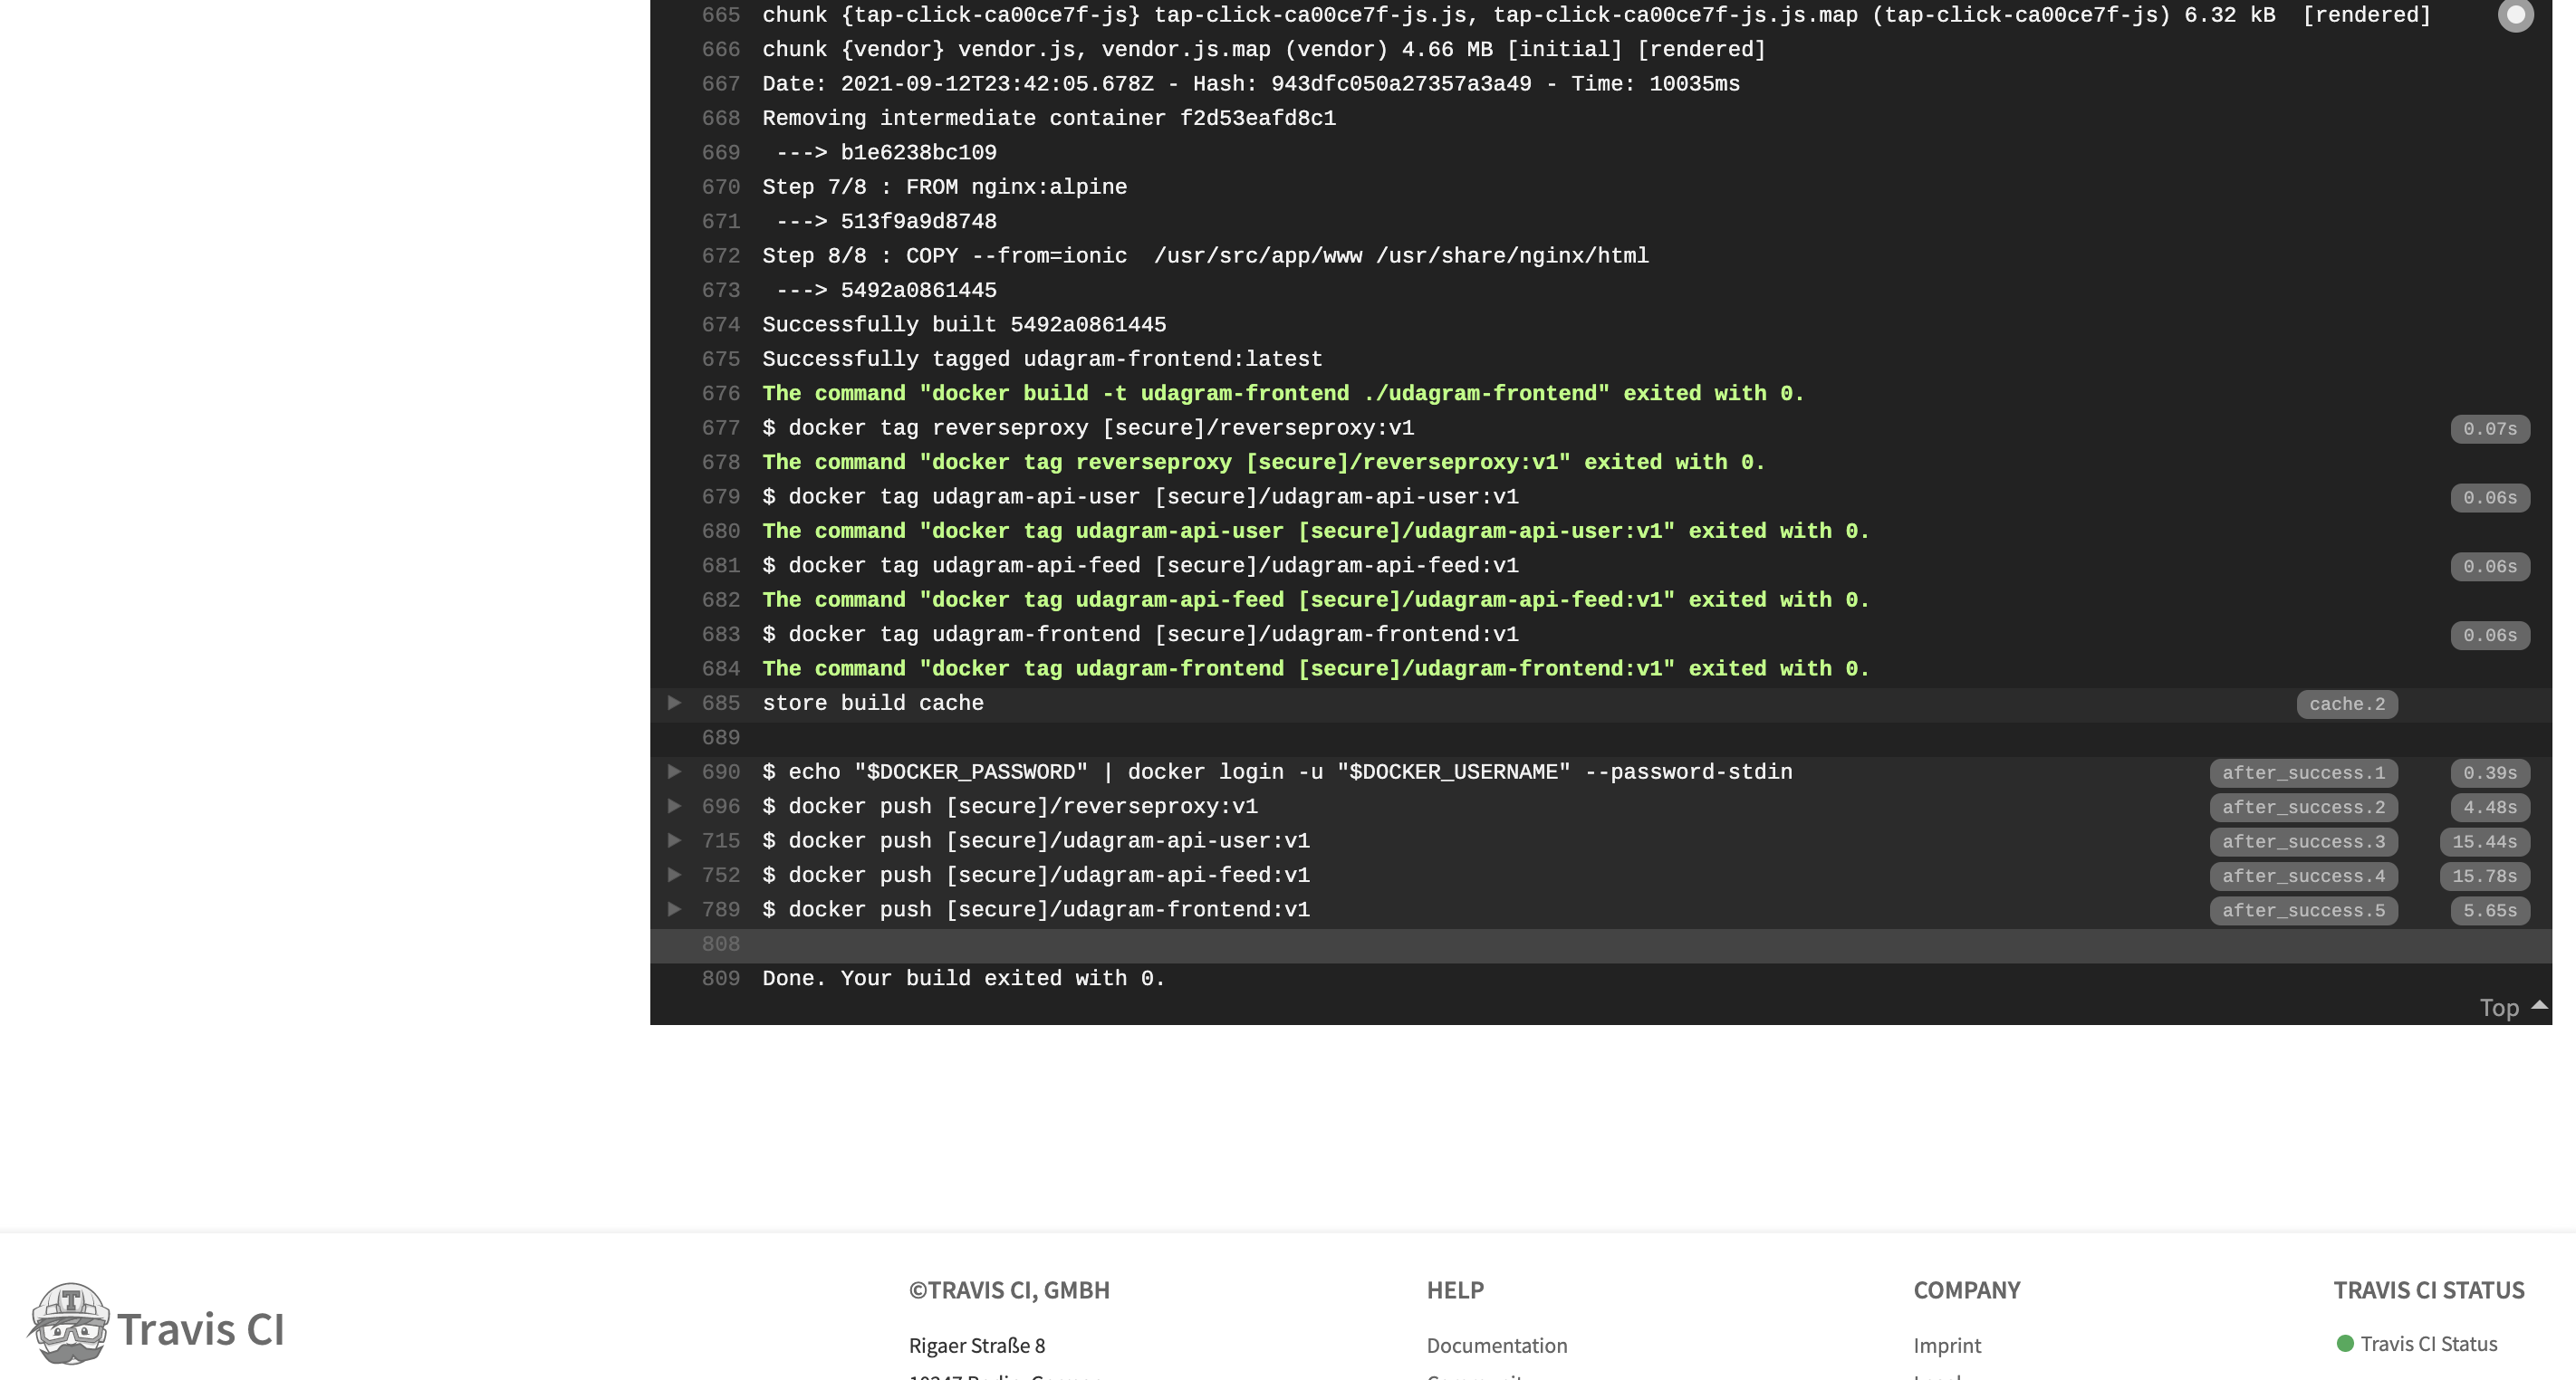 665 chunk {tap-click-ca00ce7f-js} tap-click-ca00ce7f-js.js, tap-click-ca00ce7f-js.js.map (tap-click-ca00ce7f-js) 6.32 kB  [rendered]
666 chunk {vendor} vendor.js, vendor.js.map (vendor) 4.66 MB [initial] [rendered]
667 Date: 2021-09-12T23:42:05.678Z - Hash: 943dfc050a27357a3a49 - Time: 10035ms
668 Removing intermediate container f2d53eafd8c1
669  ---> b1e6238bc109
670 Step 7/8 : FROM nginx:alpine
671  ---> 513f9a9d8748
672 Step 8/8 : COPY --from=ionic  /usr/src/app/www /usr/share/nginx/html
673  ---> 5492a0861445
674 Successfully built 5492a0861445
675 Successfully tagged udagram-frontend:latest
676 The command "docker build -t udagram-frontend ./udagram-frontend" exited with 0.
677 $ docker tag reverseproxy [secure]/reverseproxy:v1 0.07s
678 The command "docker tag reverseproxy [secure]/reverseproxy:v1" exited with 0.
679 $ docker tag udagram-api-user [secure]/udagram-api-user:v1 0.06s
680 The command "docker tag udagram-api-user [secure]/udagram-api-user:v1" exited with 0.
681 $ docker tag udagram-api-feed [secure]/udagram-api-feed:v1 0.06s
682 The command "docker tag udagram-api-feed [secure]/udagram-api-feed:v1" exited with 0.
683 $ docker tag udagram-frontend [secure]/udagram-frontend:v1 0.06s
684 The command "docker tag udagram-frontend [secure]/udagram-frontend:v1" exited with 0.
685 store build cache cache.2
689
690 $ echo "$DOCKER_PASSWORD" | docker login -u "$DOCKER_USERNAME" --password-stdin after_success.1 0.39s
696 $ docker push [secure]/reverseproxy:v1 after_success.2 4.48s
715 $ docker push [secure]/udagram-api-user:v1 after_success.3 15.44s
752 $ docker push [secure]/udagram-api-feed:v1 after_success.4 15.78s
789 $ docker push [secure]/udagram-frontend:v1 after_success.5 5.65s
808
809 Done. Your build exited with 0.
Top
T
Travis CI
©TRAVIS CI, GMBH
Rigaer Straße 8
HELP
Documentation
COMPANY
Imprint
TRAVIS CI STATUS
Travis CI Status